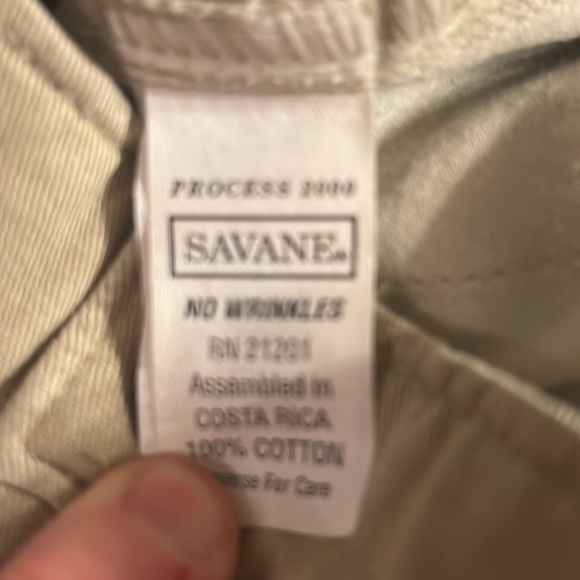 PROCESS 2000
SAVANE®
NO WRINKLES
RN 21201
Assembled in
COSTA RICA
100% COTTON
For Care